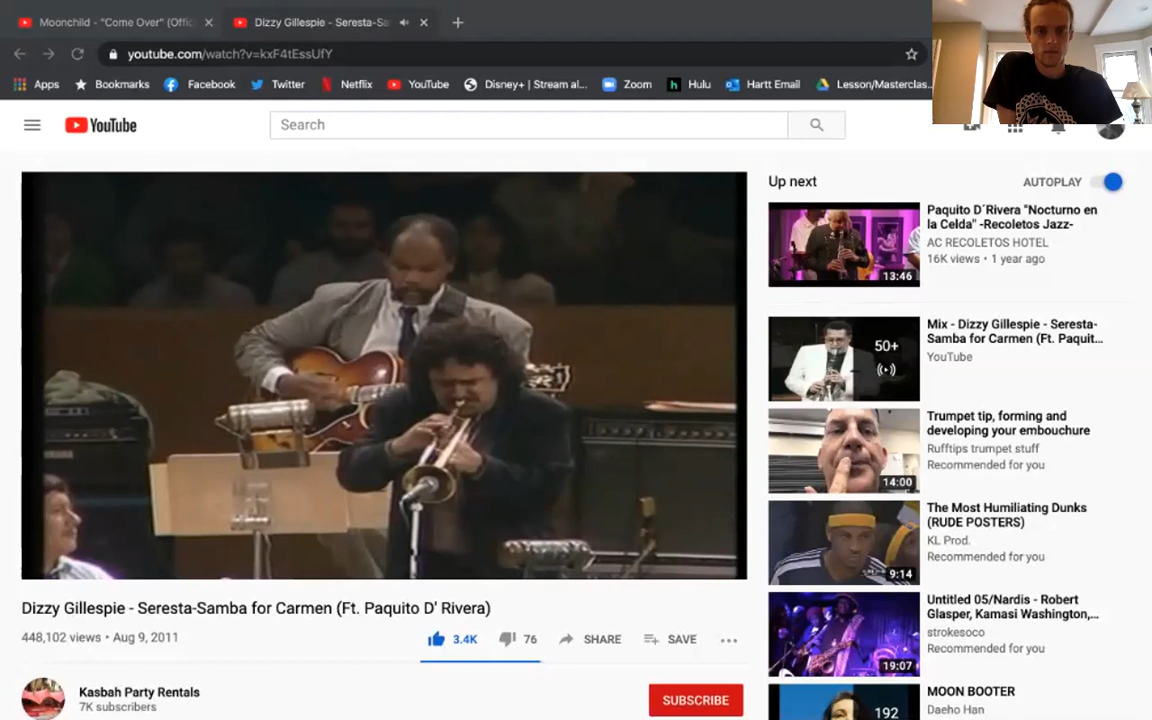 Moonchild - "Come Over" (Offic
Dizzy Gillespie - Seresta-Sa
youtube.com/watch?v=kxF4tEssUfY
Apps
Bookmarks
Facebook
Twitter
Netflix
YouTube
Disney+ | Stream al...
Zoom
Hulu
Hartt Email
Lesson/Masterclas...
YouTube
Search
Up next
AUTOPLAY
Paquito D´Rivera "Nocturno en
la Celda" -Recoletos Jazz-
AC RECOLETOS HOTEL
16K views • 1 year ago
13:46
Mix - Dizzy Gillespie - Seresta-
Samba for Carmen (Ft. Paquit...
YouTube
50+
Trumpet tip, forming and
developing your embouchure
Rufftips trumpet stuff
Recommended for you
14:00
The Most Humiliating Dunks
(RUDE POSTERS)
KL Prod.
Recommended for you
9:14
Untitled 05/Nardis - Robert
Glasper, Kamasi Washington,...
strokesoco
Recommended for you
19:07
MOON BOOTER
Daeho Han
192
Dizzy Gillespie - Seresta-Samba for Carmen (Ft. Paquito D' Rivera)
448,102 views • Aug 9, 2011
3.4K
76
SHARE
SAVE
Kasbah Party Rentals
7K subscribers
SUBSCRIBE